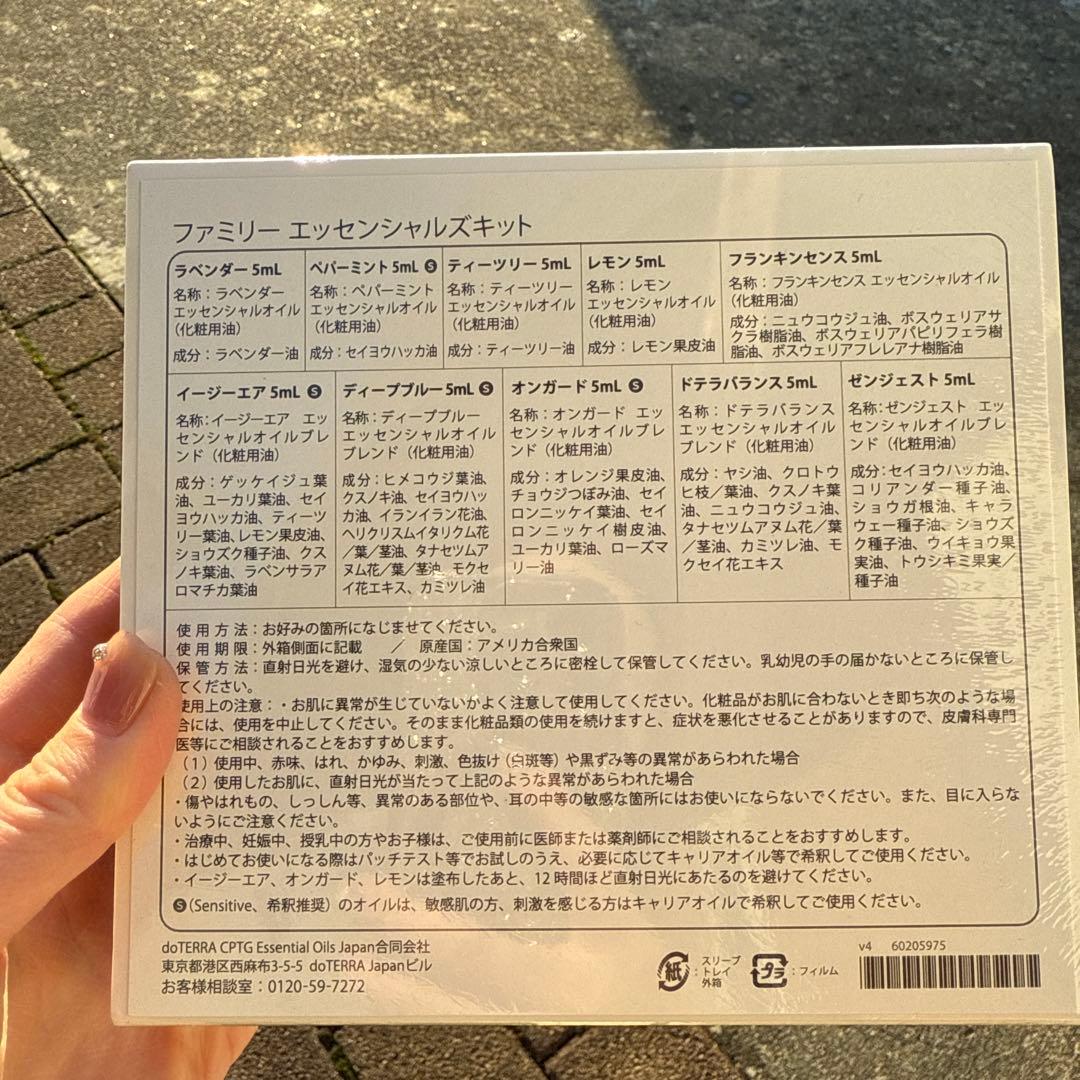 ファミリー エッセンシャルズキット
ラベンダー 5mL
名称：ラベンダー
エッセンシャルオイル
（化粧用油）
成分：ラベンダー油
ペパーミント 5mL S
名称：ペパーミント
エッセンシャルオイル
（化粧用油）
成分：セイヨウハッカ油
ティーツリー 5mL
名称：ティーツリー
エッセンシャルオイル
（化粧用油）
成分：ティーツリー油
レモン 5mL
名称：レモン
エッセンシャルオイル
（化粧用油）
成分：レモン果皮油
フランキンセンス 5mL
名称：フランキンセンス エッセンシャルオイル
（化粧用油）
成分：ニュウコウジュ油、ボスウェリアサ
クラ樹脂油、ボスウェリアパピリフェラ樹
脂油、ボスウェリアフレレアナ樹脂油
イージーエア 5mL S
名称：イージーエア エッ
センシャルオイルブレ
ンド（化粧用油）
成分：ゲッケイジュ葉
油、ユーカリ葉油、セイ
ヨウハッカ油、ティーツ
リー葉油、レモン果皮油、
ショウズク種子油、クス
ノキ葉油、ラベンサラア
ロマチカ葉油
ディープブルー 5mL S
名称：ディープブルー
エッセンシャルオイル
ブレンド（化粧用油）
成分：ヒメコウジ葉油、
クスノキ油、セイヨウハッ
カ油、イランイラン花油、
ヘリクリスムイタリクム花
／葉／茎油、タナセツムア
ヌム花／葉／茎油、モクセ
イ花エキス、カミツレ油
オンガード 5mL S
名称：オンガード エッ
センシャルオイルブレ
ンド（化粧用油）
成分：オレンジ果皮油、
チョウジつぼみ油、セイ
ロンニッケイ葉油、セイ
ロンニッケイ樹皮油、
ユーカリ葉油、ローズマ
リー油
ドテラバランス 5mL
名称：ドテラバランス
エッセンシャルオイル
ブレンド（化粧用油）
成分：ヤシ油、クロトウ
ヒ枝／葉油、クスノキ葉
油、ニュウコウジュ油、
タナセツムアヌム花／葉
／茎油、カミツレ油、モ
クセイ花エキス
ゼンジェスト 5mL
名称：ゼンジェスト エッ
センシャルオイルブレ
ンド（化粧用油）
成分：セイヨウハッカ油、
コリアンダー種子油、
ショウガ根油、キャラ
ウェー種子油、ショウズ
ク種子油、ウイキョウ果
実油、トウシキミ果実／
種子油
使用方法：お好みの箇所になじませてください。
使用期限：外箱側面に記載 ／ 原産国：アメリカ合衆国
保管方法：直射日光を避け、湿気の少ない涼しいところに密栓して保管してください。乳幼児の手の届かないところに保管し
てください。
使用上の注意：・お肌に異常が生じていないかよく注意して使用してください。化粧品がお肌に合わないとき即ち次のような場
合には、使用を中止してください。そのまま化粧品類の使用を続けますと、症状を悪化させることがありますので、皮膚科専門
医等にご相談されることをおすすめします。
（1）使用中、赤味、はれ、かゆみ、刺激、色抜け（白斑等）や黒ずみ等の異常があらわれた場合
（2）使用したお肌に、直射日光が当たって上記のような異常があらわれた場合
・傷やはれもの、しっしん等、異常のある部位や、耳の中等の敏感な箇所にはお使いにならないでください。また、目に入らな
いようにご注意ください。
・治療中、妊娠中、授乳中の方やお子様は、ご使用前に医師または薬剤師にご相談されることをおすすめします。
・はじめてお使いになる際はパッチテスト等でお試しのうえ、必要に応じてキャリアオイル等で希釈してご使用ください。
・イージーエア、オンガード、レモンは塗布したあと、12時間ほど直射日光にあたるのを避けてください。
S（Sensitive、希釈推奨）のオイルは、敏感肌の方、刺激を感じる方はキャリアオイルで希釈してご使用ください。
doTERRA CPTG Essential Oils Japan合同会社
東京都港区西麻布3-5-5 doTERRA Japanビル
お客様相談室：0120-59-7272
紙：スリーブ
トレイ
外箱
プラ：フィルム
v4 60205975